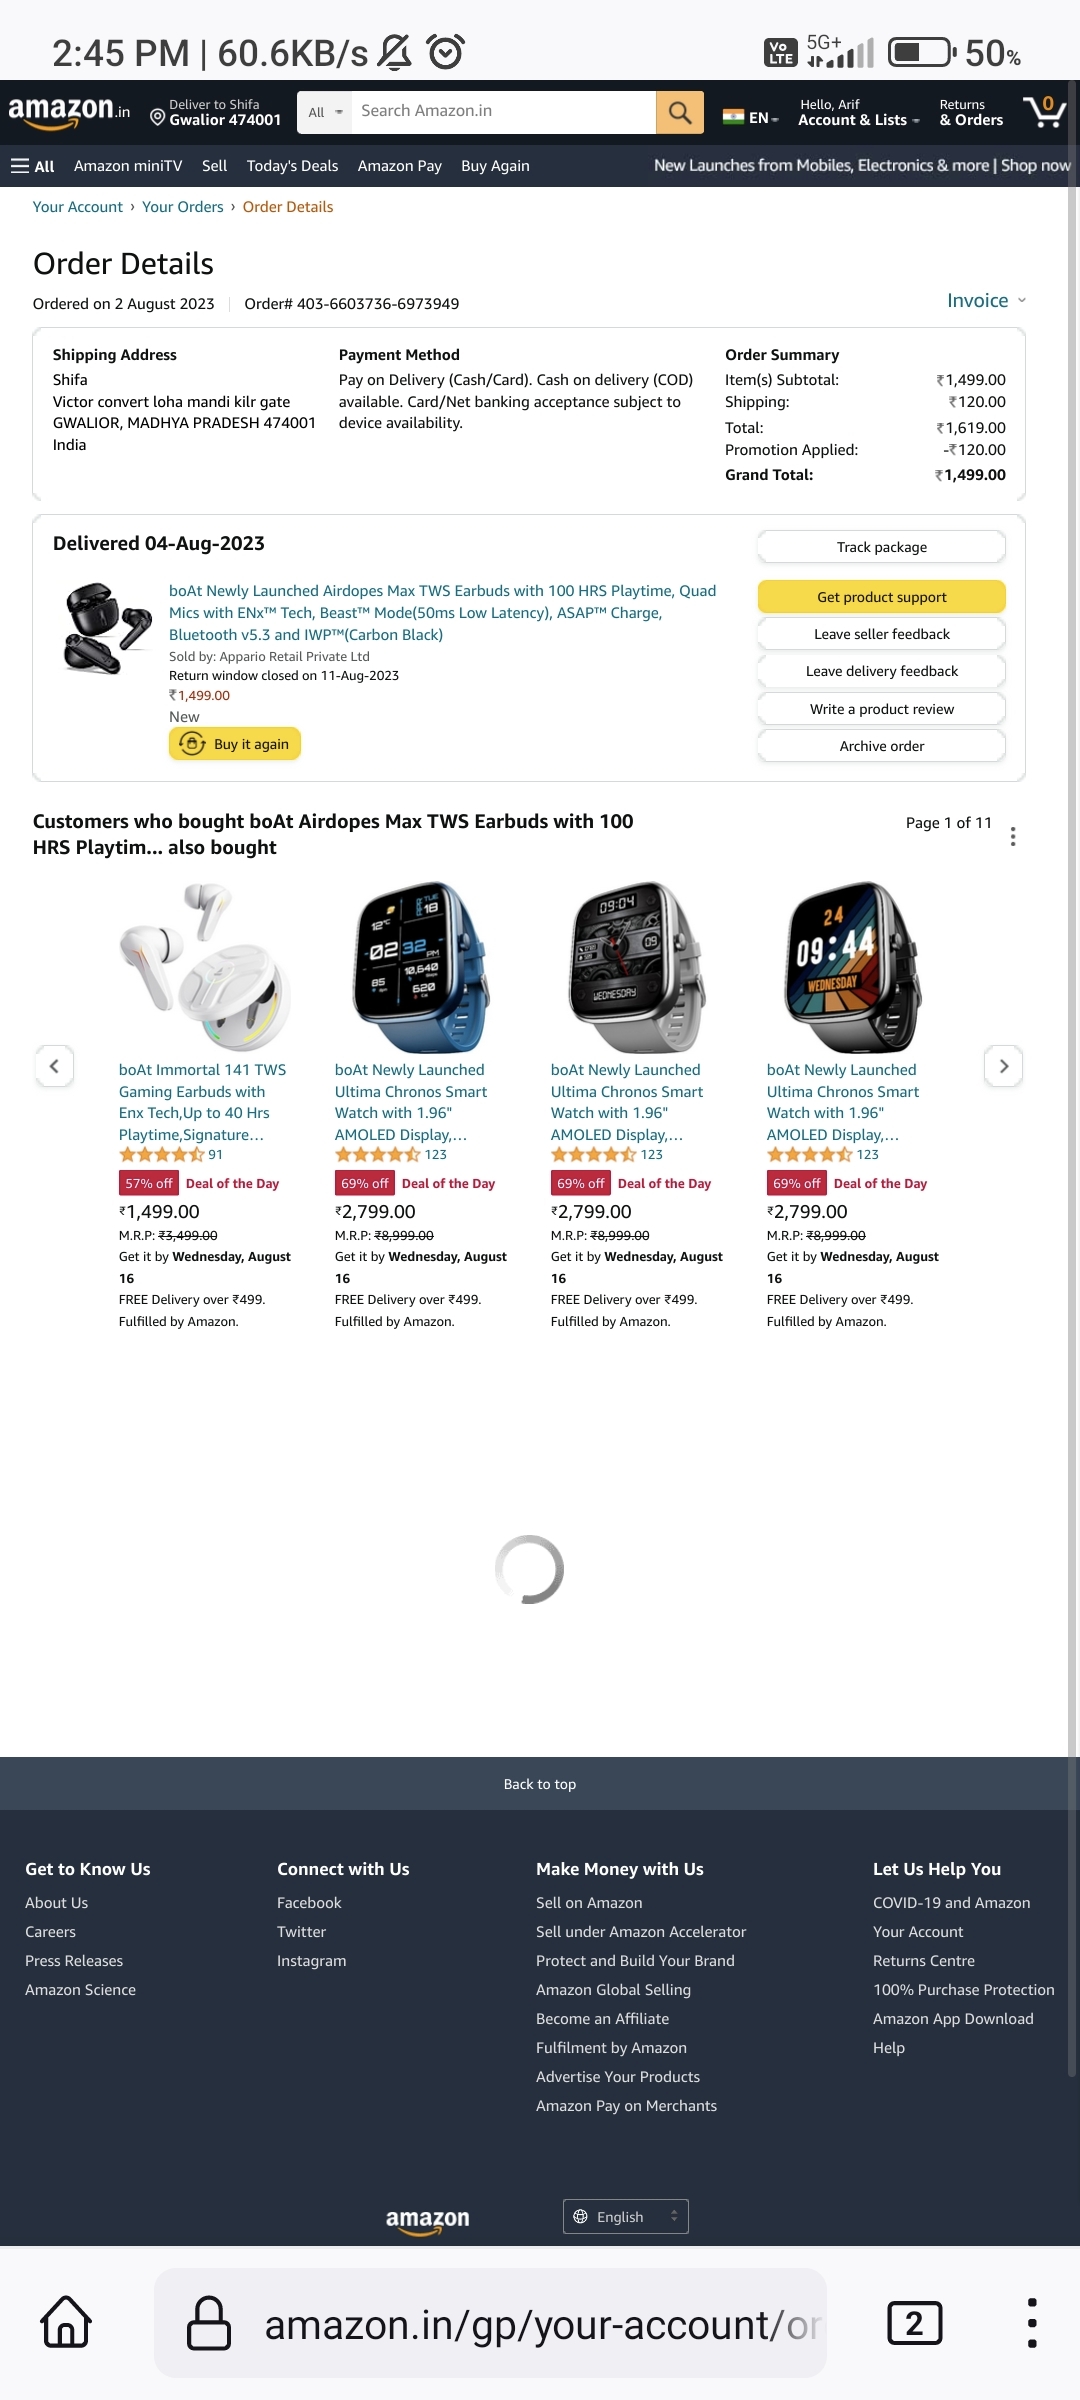 2:45 PM | 60.6KB/s
Vo LTE 5G+ 50%
amazon.in
Deliver to Shifa
Gwalior 474001
All Search Amazon.in
EN
Hello, Arif
Account & Lists
Returns
& Orders
0
All Amazon miniTV Sell Today's Deals Amazon Pay Buy Again
New Launches from Mobiles, Electronics & more | Shop now
Your Account › Your Orders › Order Details
Order Details
Ordered on 2 August 2023 | Order# 403-6603736-6973949
Invoice
Shipping Address
Shifa
Victor convert loha mandi kilr gate
GWALIOR, MADHYA PRADESH 474001
India
Payment Method
Pay on Delivery (Cash/Card). Cash on delivery (COD)
available. Card/Net banking acceptance subject to
device availability.
Order Summary
Item(s) Subtotal: ₹1,499.00
Shipping: ₹120.00
Total: ₹1,619.00
Promotion Applied: -₹120.00
Grand Total: ₹1,499.00
Delivered 04-Aug-2023
boAt Newly Launched Airdopes Max TWS Earbuds with 100 HRS Playtime, Quad
Mics with ENx™ Tech, Beast™ Mode(50ms Low Latency), ASAP™ Charge,
Bluetooth v5.3 and IWP™(Carbon Black)
Sold by: Appario Retail Private Ltd
Return window closed on 11-Aug-2023
₹1,499.00
New
Buy it again
Track package
Get product support
Leave seller feedback
Leave delivery feedback
Write a product review
Archive order
Customers who bought boAt Airdopes Max TWS Earbuds with 100
HRS Playtim... also bought
Page 1 of 11
boAt Immortal 141 TWS
Gaming Earbuds with
Enx Tech,Up to 40 Hrs
Playtime,Signature…
91
57% off Deal of the Day
₹1,499.00
M.R.P: ₹3,499.00
Get it by Wednesday, August
16
FREE Delivery over ₹499.
Fulfilled by Amazon.
TUE
18
12°C
02 32
PM
10,640
85
620
boAt Newly Launched
Ultima Chronos Smart
Watch with 1.96"
AMOLED Display,…
123
69% off Deal of the Day
₹2,799.00
M.R.P: ₹8,999.00
Get it by Wednesday, August
16
FREE Delivery over ₹499.
Fulfilled by Amazon.
09:04
09
WEDNESDAY
boAt Newly Launched
Ultima Chronos Smart
Watch with 1.96"
AMOLED Display,…
123
69% off Deal of the Day
₹2,799.00
M.R.P: ₹8,999.00
Get it by Wednesday, August
16
FREE Delivery over ₹499.
Fulfilled by Amazon.
24
09:44
WEDNESDAY
boAt Newly Launched
Ultima Chronos Smart
Watch with 1.96"
AMOLED Display,…
123
69% off Deal of the Day
₹2,799.00
M.R.P: ₹8,999.00
Get it by Wednesday, August
16
FREE Delivery over ₹499.
Fulfilled by Amazon.
Back to top
Get to Know Us
About Us
Careers
Press Releases
Amazon Science
Connect with Us
Facebook
Twitter
Instagram
Make Money with Us
Sell on Amazon
Sell under Amazon Accelerator
Protect and Build Your Brand
Amazon Global Selling
Become an Affiliate
Fulfilment by Amazon
Advertise Your Products
Amazon Pay on Merchants
Let Us Help You
COVID-19 and Amazon
Your Account
Returns Centre
100% Purchase Protection
Amazon App Download
Help
amazon
English
amazon.in/gp/your-account/or
2